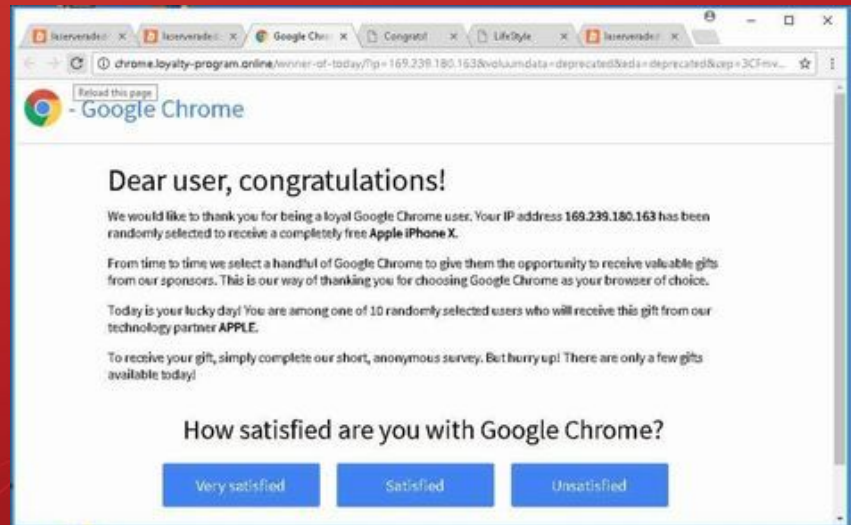 Google Chr
Congratul
LifeStyle
chrome.loyalty-program.online/winner-of-today/?ip=169.239.180.163&voluumdata=deprecated&eda=deprecated&cep=3CFmv...
Reload this page
- Google Chrome
Dear user, congratulations!
We would like to thank you for being a loyal Google Chrome user. Your IP address 169.239.180.163 has been
randomly selected to receive a completely free Apple iPhone X.
From time to time we select a handful of Google Chrome to give them the opportunity to receive valuable gifts
from our sponsors. This is our way of thanking you for choosing Google Chrome as your browser of choice.
Today is your lucky day! You are among one of 10 randomly selected users who will receive this gift from our
technology partner APPLE.
To receive your gift, simply complete our short, anonymous survey. But hurry up! There are only a few gifts
available today!
How satisfied are you with Google Chrome?
Very satisfied
Satisfied
Unsatisfied